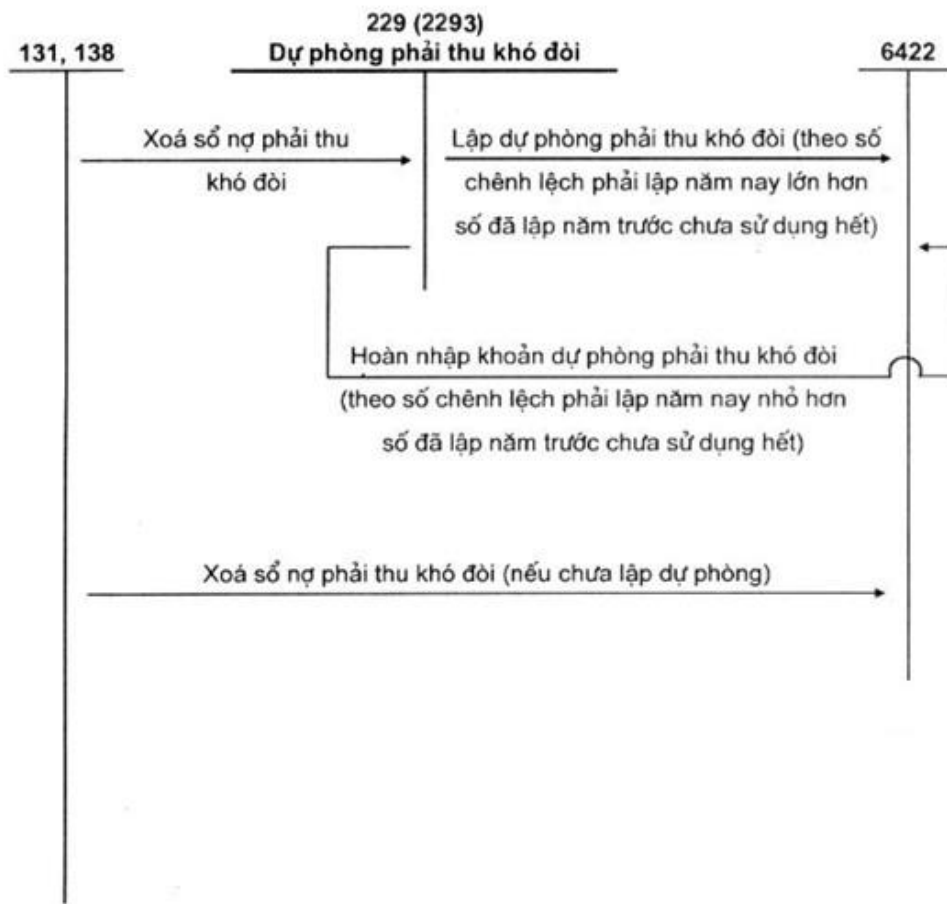 229 (2293)
131, 138
Dự phòng phải thu khó đòi
6422
Xoá sổ nợ phải thu
khó đòi
Lập dự phòng phải thu khó đòi (theo số
chênh lệch phải lập năm nay lớn hơn
số đã lập năm trước chưa sử dụng hết)
Hoàn nhập khoản dự phòng phải thu khó đòi
(theo số chênh lệch phải lập năm nay nhỏ hơn
số đã lập năm trước chưa sử dụng hết)
Xoá sổ nợ phải thu khó đòi (nếu chưa lập dự phòng)